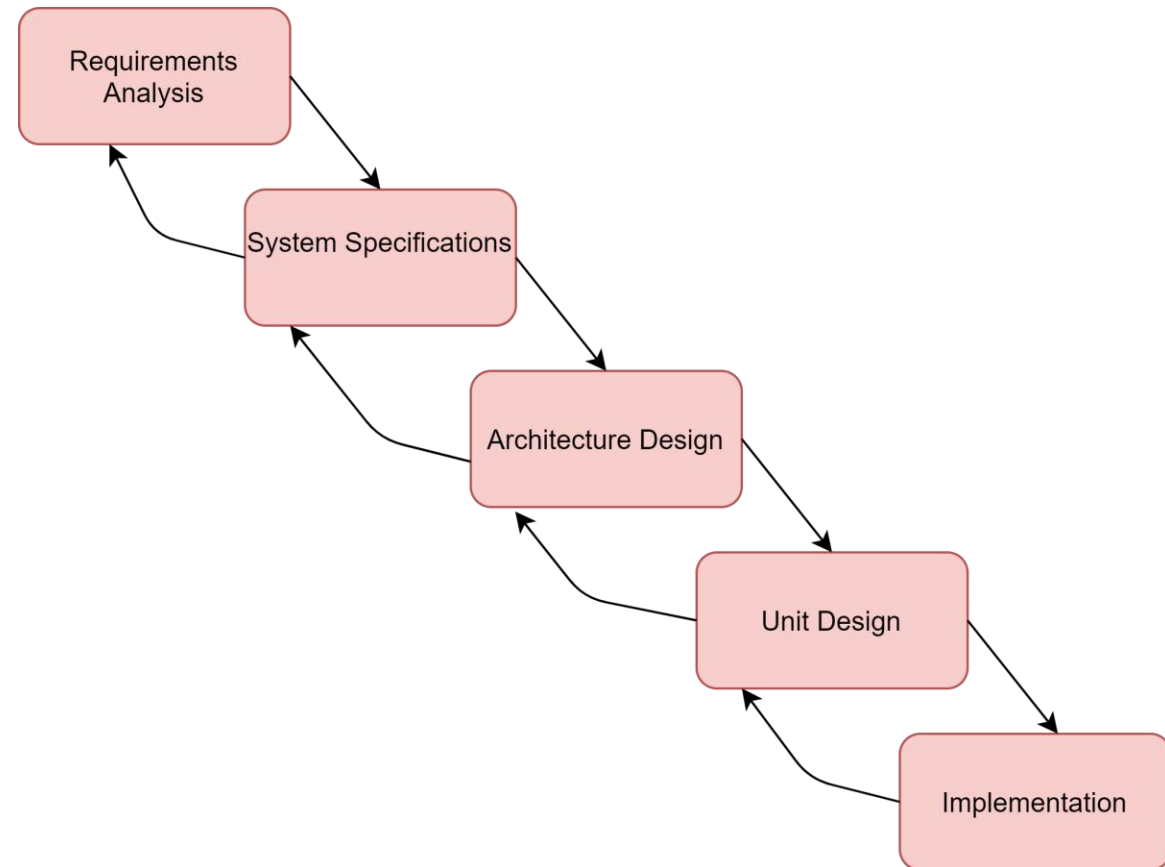 Requirements
Analysis
System Specifications
Architecture Design
Unit Design
Implementation